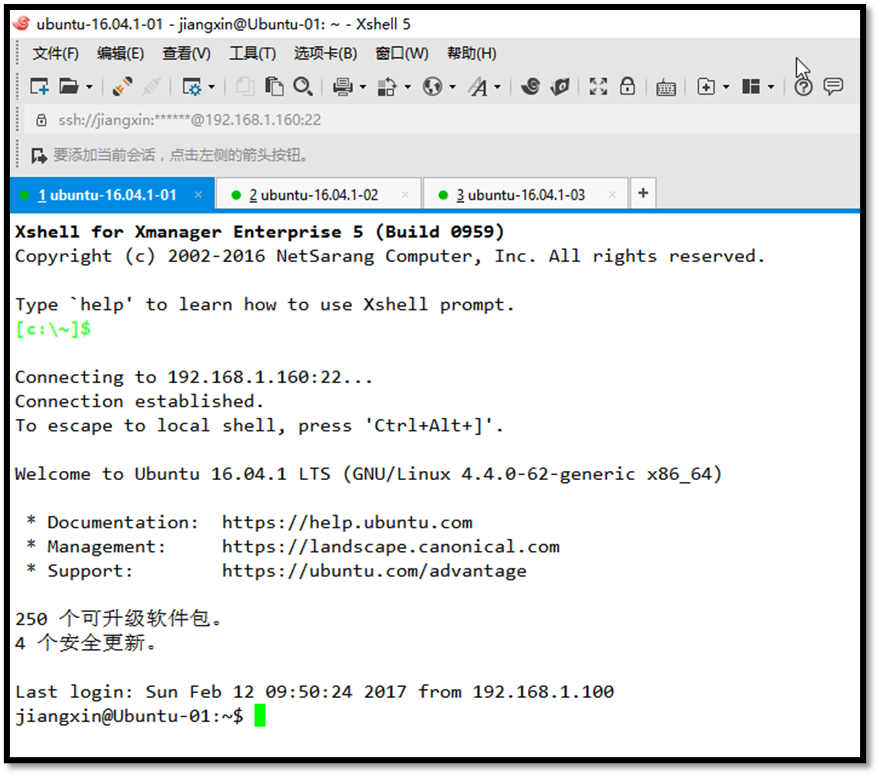 ubuntu-16.04.1-01 - jiangxin@Ubuntu-01: ~ - Xshell 5
文件(F) 编辑(E) 查看(V) 工具(T) 选项卡(B) 窗口(W) 帮助(H)
ssh://jiangxin:******@192.168.1.160:22
要添加当前会话，点击左侧的箭头按钮。
1 ubuntu-16.04.1-01 × 2 ubuntu-16.04.1-02 × 3 ubuntu-16.04.1-03 × +
Xshell for Xmanager Enterprise 5 (Build 0959)
Copyright (c) 2002-2016 NetSarang Computer, Inc. All rights reserved.
Type `help' to learn how to use Xshell prompt.
[c:\~]$
Connecting to 192.168.1.160:22...
Connection established.
To escape to local shell, press 'Ctrl+Alt+]'.
Welcome to Ubuntu 16.04.1 LTS (GNU/Linux 4.4.0-62-generic x86_64)
* Documentation:  https://help.ubuntu.com
* Management:     https://landscape.canonical.com
* Support:        https://ubuntu.com/advantage
250 个可升级软件包。
4 个安全更新。
Last login: Sun Feb 12 09:50:24 2017 from 192.168.1.100
jiangxin@Ubuntu-01:~$